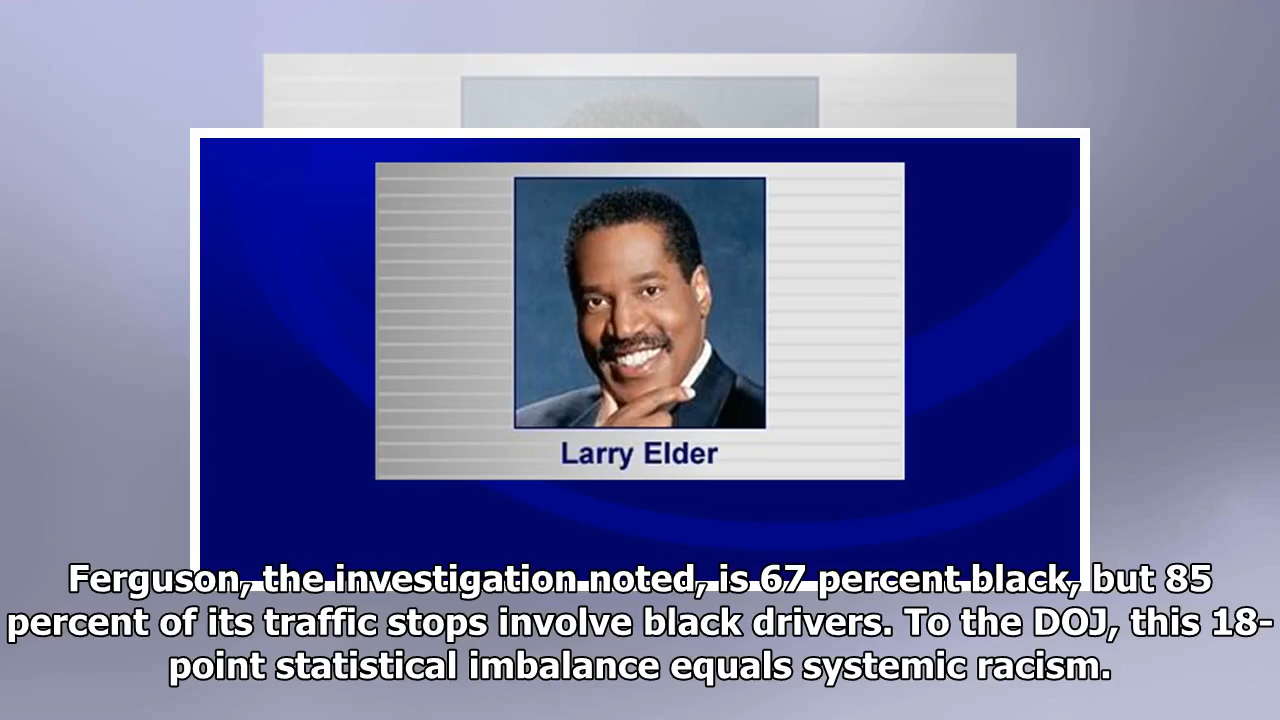 Larry Elder
Ferguson, the investigation noted, is 67 percent black, but 85
percent of its traffic stops involve black drivers. To the DOJ, this 18-
point statistical imbalance equals systemic racism.